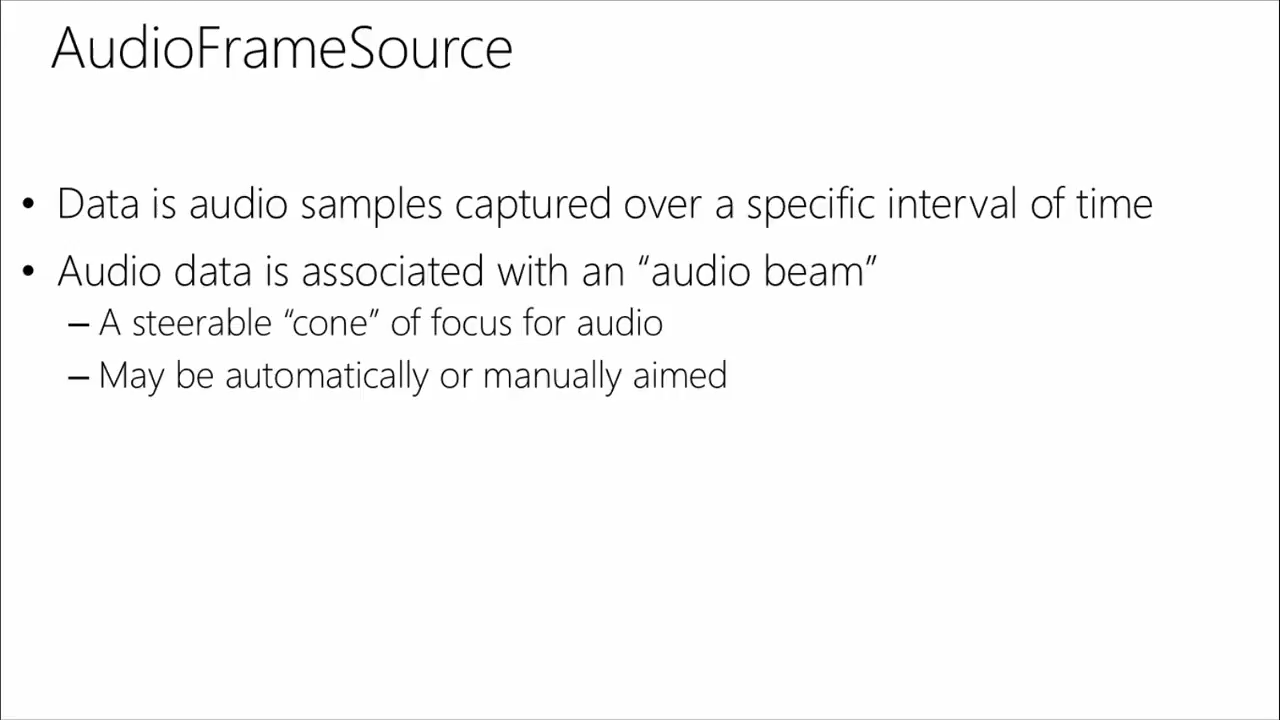 AudioFrameSource
• Data is audio samples captured over a specific interval of time
• Audio data is associated with an “audio beam”
– A steerable “cone” of focus for audio
– May be automatically or manually aimed